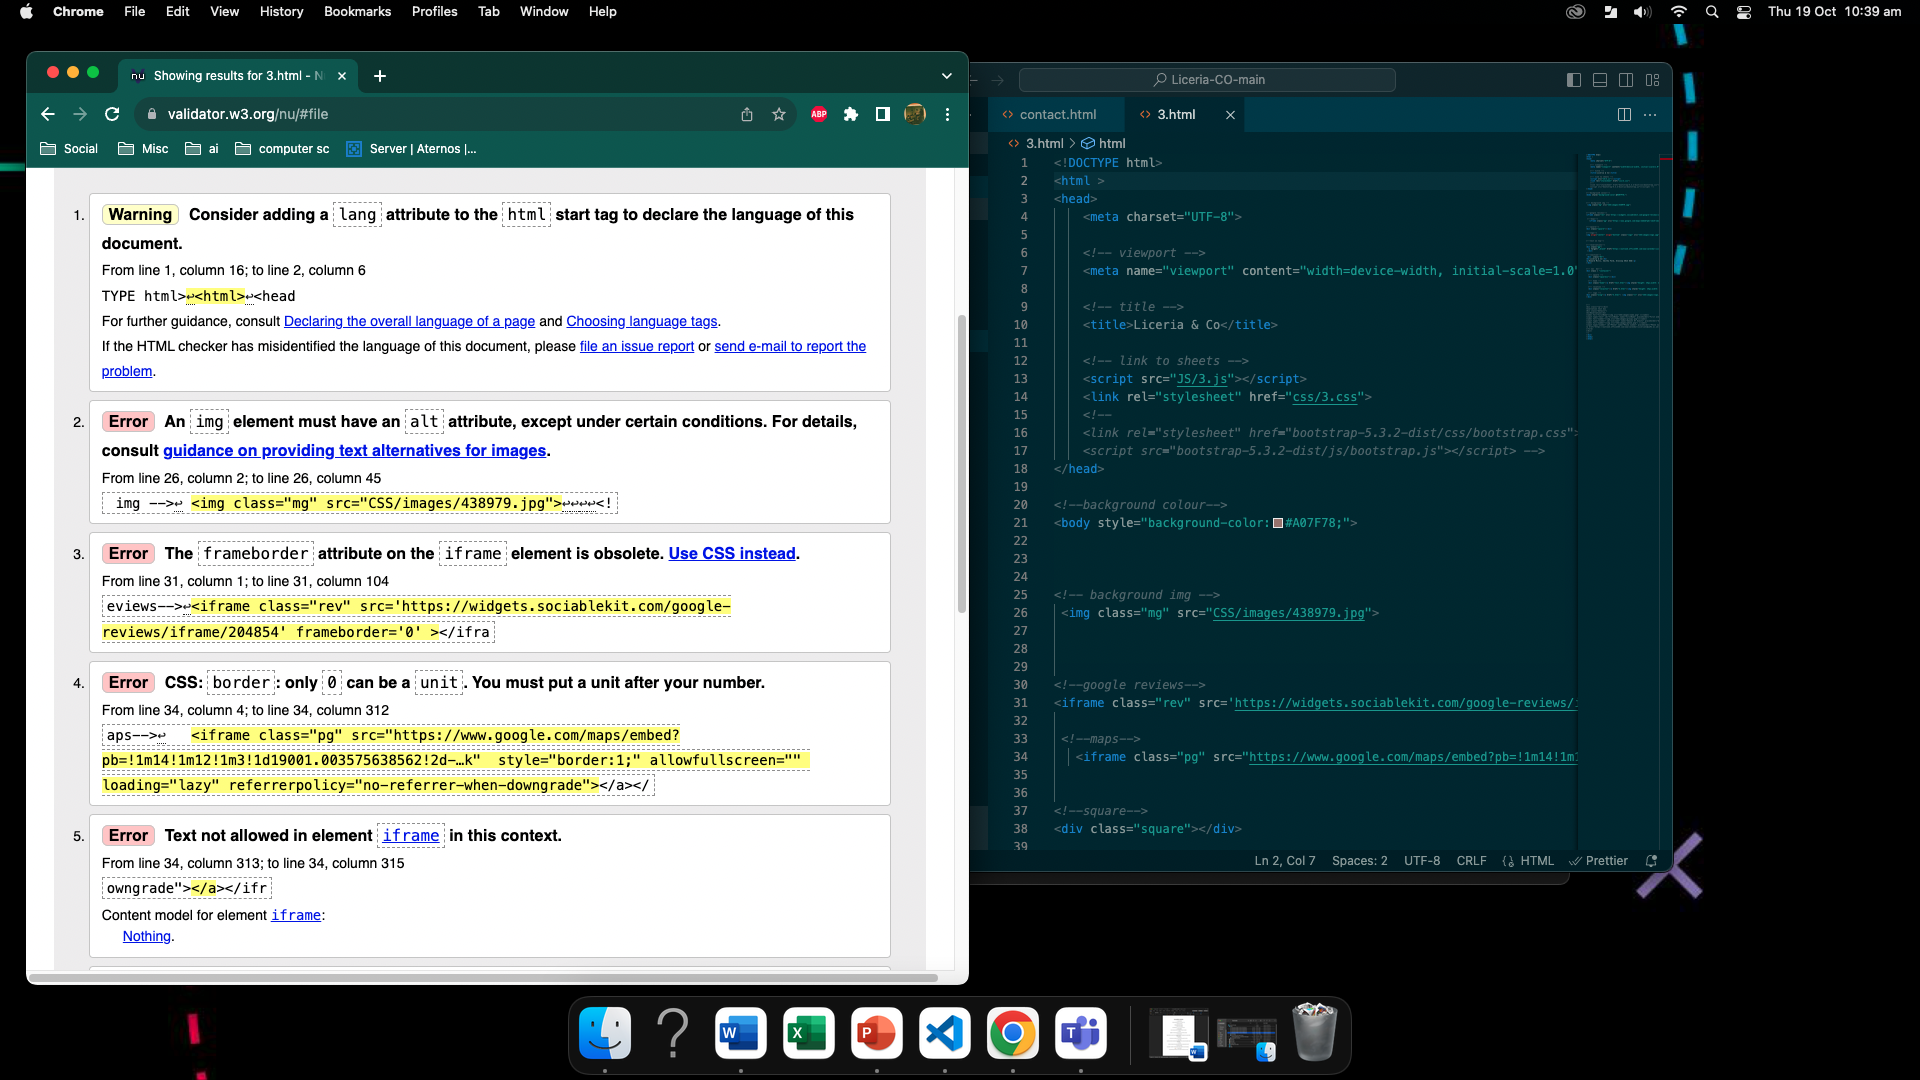 Chrome File Edit View History Bookmarks Profiles Tab Window Help
Thu 19 Oct 10:39 am
nu Showing results for 3.html - N
validator.w3.org/nu/#file
ABP
Social Misc ai computer sc Server | Aternos |...
1. Warning Consider adding a lang attribute to the html start tag to declare the language of this
document.
From line 1, column 16; to line 2, column 6
TYPE html>↩<html>↩<head
For further guidance, consult Declaring the overall language of a page and Choosing language tags.
If the HTML checker has misidentified the language of this document, please file an issue report or send e-mail to report the
problem.
2. Error An img element must have an alt attribute, except under certain conditions. For details,
consult guidance on providing text alternatives for images.
From line 26, column 2; to line 26, column 45
img -->↩ <img class="mg" src="CSS/images/438979.jpg">↩↩↩↩<!
3. Error The frameborder attribute on the iframe element is obsolete. Use CSS instead.
From line 31, column 1; to line 31, column 104
eviews-->↩<iframe class="rev" src='https://widgets.sociablekit.com/google-
reviews/iframe/204854' frameborder='0' ></ifra
4. Error CSS: border: only 0 can be a unit. You must put a unit after your number.
From line 34, column 4; to line 34, column 312
aps-->↩ <iframe class="pg" src="https://www.google.com/maps/embed?
pb=!1m14!1m12!1m3!1d19001.003575638562!2d-…k" style="border:1;" allowfullscreen=""
loading="lazy" referrerpolicy="no-referrer-when-downgrade"></a></
5. Error Text not allowed in element iframe in this context.
From line 34, column 313; to line 34, column 315
owngrade"></a></ifr
Content model for element iframe:
Nothing.
Liceria-CO-main
contact.html 3.html
3.html > html
1 <!DOCTYPE html>
2 <html >
3 <head>
4 <meta charset="UTF-8">
5
6 <!-- viewport -->
7 <meta name="viewport" content="width=device-width, initial-scale=1.0"
8
9 <!-- title -->
10 <title>Liceria & Co</title>
11
12 <!-- link to sheets -->
13 <script src="JS/3.js"></script>
14 <link rel="stylesheet" href="css/3.css">
15 <!--
16 <link rel="stylesheet" href="bootstrap-5.3.2-dist/css/bootstrap.css">
17 <script src="bootstrap-5.3.2-dist/js/bootstrap.js"></script> -->
18 </head>
19
20 <!--background colour-->
21 <body style="background-color: #A07F78;">
22
23
24
25 <!-- background img -->
26 <img class="mg" src="CSS/images/438979.jpg">
27
28
29
30 <!--google reviews-->
31 <iframe class="rev" src='https://widgets.sociablekit.com/google-reviews/
32
33 <!--maps-->
34 <iframe class="pg" src="https://www.google.com/maps/embed?pb=!1m14!1m1
35
36
37 <!--square-->
38 <div class="square"></div>
39
Ln 2, Col 7 Spaces: 2 UTF-8 CRLF HTML Prettier
W X P T